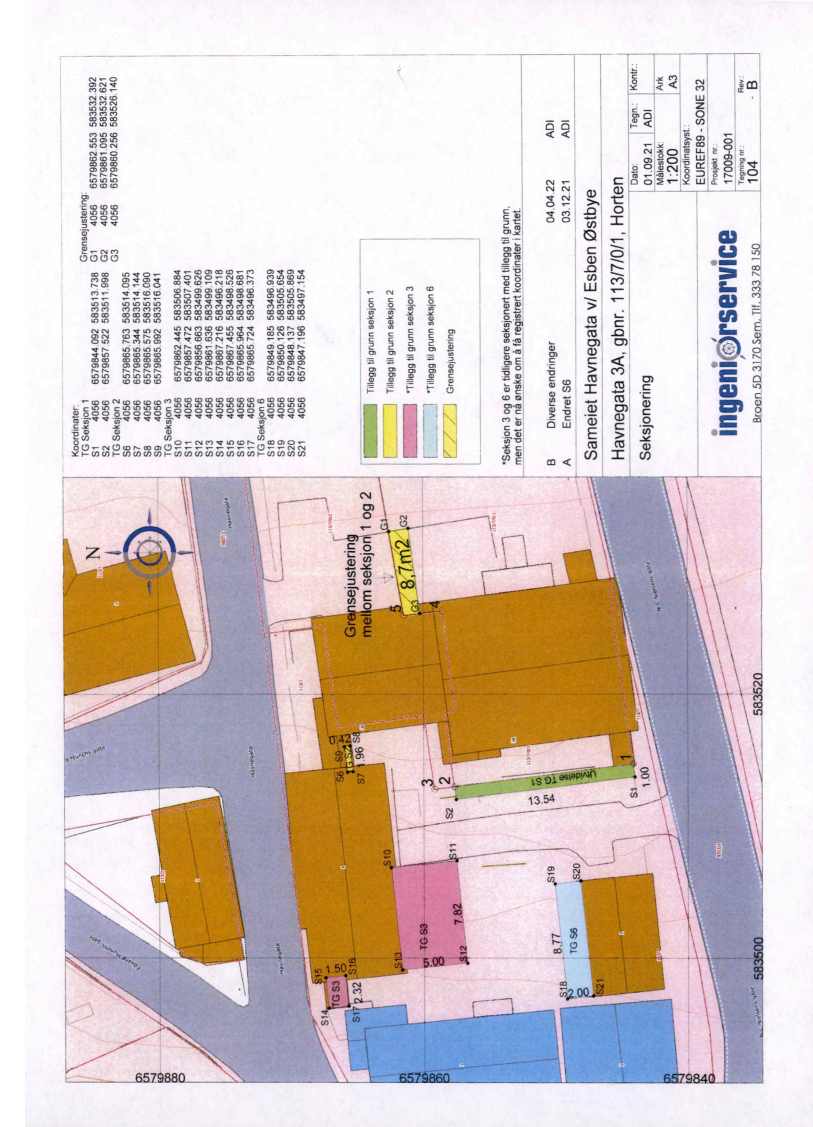 Koordinater:
TG Seksjon 1
S1 4056 6579844.092 583513.738
S2 4056 6579857.522 583511.998
TG Seksjon 2
S6 4056 6579865.763 583514.095
S7 4056 6579865.344 583514.144
S8 4056 6579865.575 583516.090
S9 4056 6579865.992 583516.041
TG Seksjon 3
S10 4056 6579862.445 583506.884
S11 4056 6579857.472 583507.401
S12 4056 6579856.663 583499.626
S13 4056 6579861.636 583499.109
S14 4056 6579867.216 583496.218
S15 4056 6579867.455 583498.526
S16 4056 6579865.964 583498.681
S17 4056 6579865.724 583496.373
TG Seksjon 6
S18 4056 6579849.185 583496.939
S19 4056 6579850.126 583505.654
S20 4056 6579848.137 583505.869
S21 4056 6579847.196 583497.154
Grensejustering:
G1 4056 6579862.553 583532.392
G2 4056 6579861.095 583532.621
G3 4056 6579860.256 583526.140
Tillegg til grunn seksjon 1
Tillegg til grunn seksjon 2
*Tillegg til grunn seksjon 3
*Tillegg til grunn seksjon 6
Grensejustering
*Seksjon 3 og 6 er tidligere seksjonert med tillegg til grunn,
men det er nå ønske om å få registrert koordinater i kartet.
B Diverse endringer 04.04.22 ADI
A Endret S6 03.12.21 ADI
Sameiet Havnegata v/ Esben Østbye
Havnegata 3A, gbnr. 113/7/0/1, Horten
Seksjonering
Dato:
01.09.21
Tegn.:
ADI
Kontr.:
Målestokk:
1:200
Ark
A3
Koordinatsyst.:
EUREF89 - SONE 32
Prosjekt nr.:
17009-001
Tegning nr.:
104
Rev.:
- B
ingeniørservice
Broen 5D 3170 Sem. Tlf. 333 78 150
N
Grensejustering
mellom seksjon 1 og 2
8,7m2
G1
G2
G3
5
4
3
2
1
0.42
S9
S8
S6
S7
TG S2
1.96
S2
S1
Utvidelse TG S1
13.54
1.00
S10
S11
S13
S12
TG S3
7.82
5.00
S15
S16
S14
S17
TG S3
1.50
2.32
S19
S20
S18
S21
TG S6
8.77
2.00
6579880
6579860
6579840
583520
583500